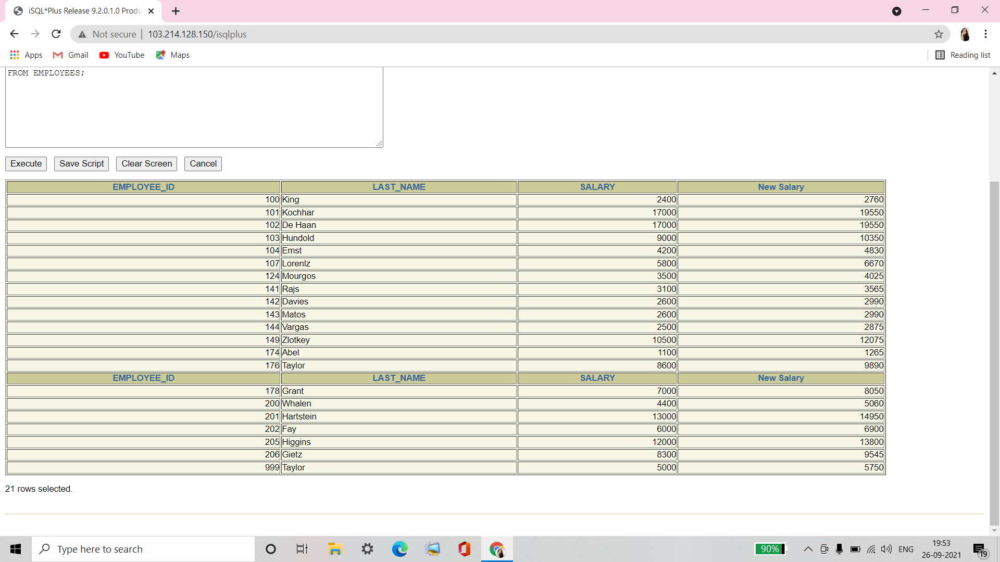 iSQL*Plus Release 9.2.0.1.0 Produ
Not secure | 103.214.128.150/isqlplus
Apps Gmail YouTube Maps Reading list
FROM EMPLOYEES;
Execute Save Script Clear Screen Cancel
EMPLOYEE_ID LAST_NAME SALARY New Salary
100 King 2400 2760
101 Kochhar 17000 19550
102 De Haan 17000 19550
103 Hundold 9000 10350
104 Emst 4200 4830
107 Lorenlz 5800 6670
124 Mourgos 3500 4025
141 Rajs 3100 3565
142 Davies 2600 2990
143 Matos 2600 2990
144 Vargas 2500 2875
149 Zlotkey 10500 12075
174 Abel 1100 1265
176 Taylor 8600 9890
EMPLOYEE_ID LAST_NAME SALARY New Salary
178 Grant 7000 8050
200 Whalen 4400 5060
201 Hartstein 13000 14950
202 Fay 6000 6900
205 Higgins 12000 13800
206 Gietz 8300 9545
999 Taylor 5000 5750
21 rows selected.
Type here to search 90% ENG 19:53
26-09-2021 19